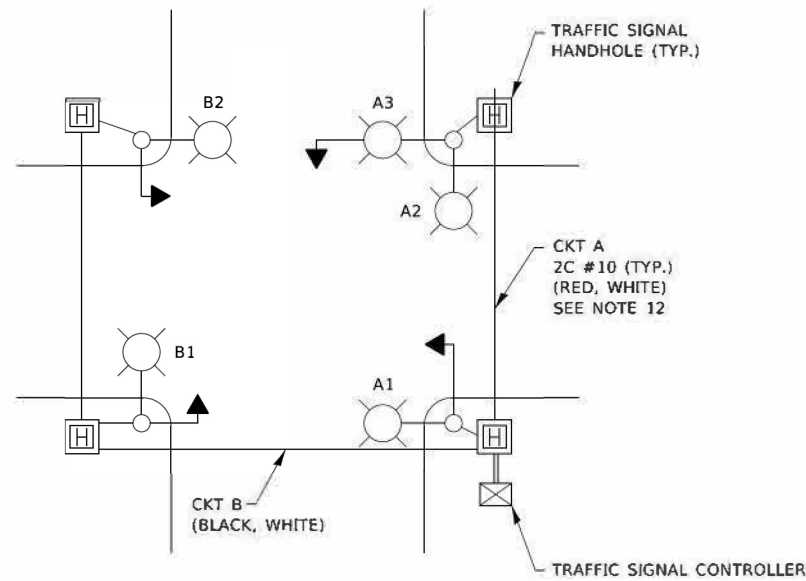 TRAFFIC SIGNAL
HANDHOLE (TYP.)
H
B2
A3
H
A2
CKT A
2C #10 (TYP.)
(RED, WHITE)
SEE NOTE 12
B1
A1
H
H
CKT B
(BLACK, WHITE)
TRAFFIC SIGNAL CONTROLLER